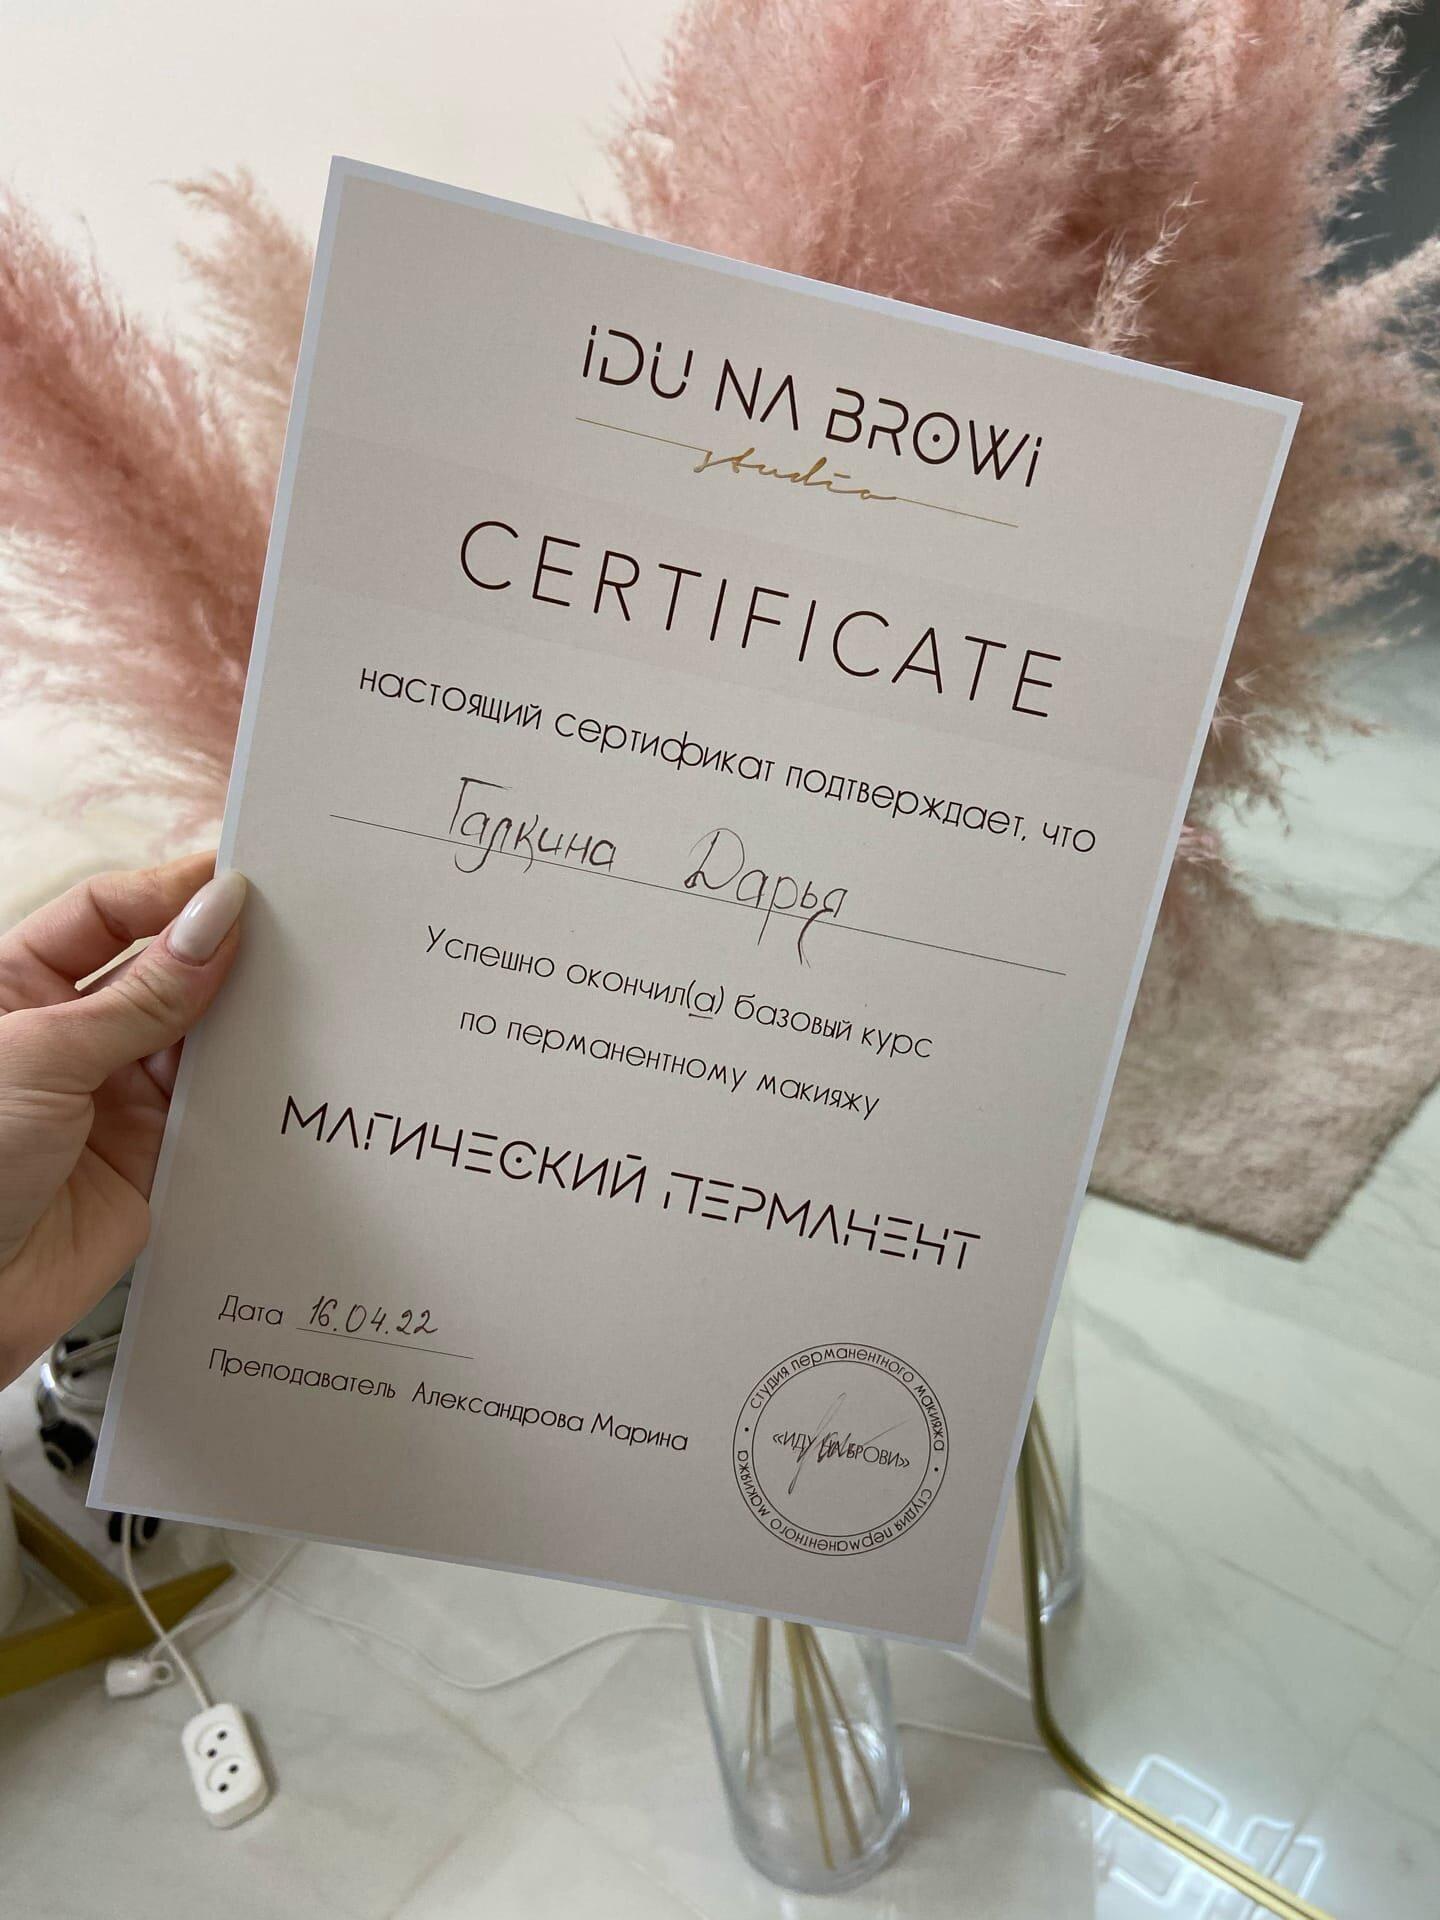 iDU NA BROWi
studio
CERTIFICATE
настоящий сертификат подтверждает, что
Галкина Дарья
Успешно окончил(а) базовый курс
по перманентному макияжу
МАГИЧЕСКИЙ ПЕРМАНЕНТ
Дата 16.04.22
Преподаватель Александрова Марина
студия перманентного макияжа • студия перманентного макияжа •
«ИДУ НА БРОВИ»